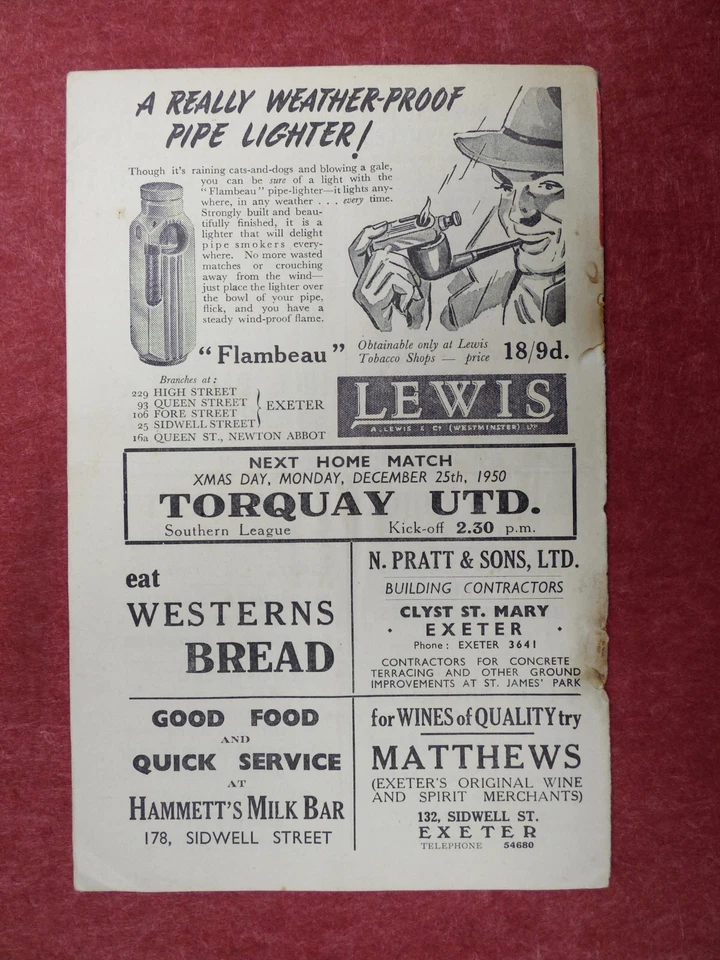 A REALLY WEATHER-PROOF
PIPE LIGHTER!
Though it's raining cats-and-dogs and blowing a gale,
you can be sure of a light with the
"Flambeau" pipe-lighter—it lights any-
where, in any weather . . . every time.
Strongly built and beau-
tifully finished, it is a
lighter that will delight
pipe smokers every-
where. No more wasted
matches or crouching
away from the wind—
just place the lighter over
the bowl of your pipe,
flick, and you have a
steady wind-proof flame.
"Flambeau"
Obtainable only at Lewis
Tobacco Shops — price 18/9d.
Branches at :
229 HIGH STREET
93 QUEEN STREET
106 FORE STREET
25 SIDWELL STREET
EXETER
16a QUEEN ST., NEWTON ABBOT
LEWIS
A. LEWIS & CO (WESTMINSTER) LTD
NEXT HOME MATCH
XMAS DAY, MONDAY, DECEMBER 25th, 1950
TORQUAY UTD.
Southern League Kick-off 2.30 p.m.
eat
WESTERNS
BREAD
N. PRATT & SONS, LTD.
BUILDING CONTRACTORS
CLYST ST. MARY
· EXETER ·
Phone: EXETER 3641
CONTRACTORS FOR CONCRETE
TERRACING AND OTHER GROUND
IMPROVEMENTS AT ST. JAMES' PARK
GOOD FOOD
AND
QUICK SERVICE
AT
HAMMETT'S MILK BAR
178, SIDWELL STREET
for WINES of QUALITY try
MATTHEWS
(EXETER'S ORIGINAL WINE
AND SPIRIT MERCHANTS)
132, SIDWELL ST.
EXETER
TELEPHONE 54680